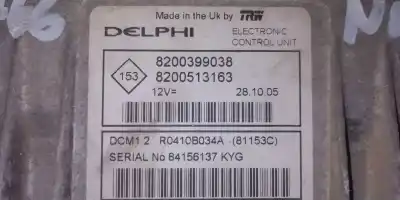 Made in the Uk by TRW
DELPHI
ELECTRONIC
CONTROL UNIT
153
8200399038
8200513163
12V=
28.10.05
DCM1.2 R0410B034A (81153C)
SERIAL No 84156137 KYG